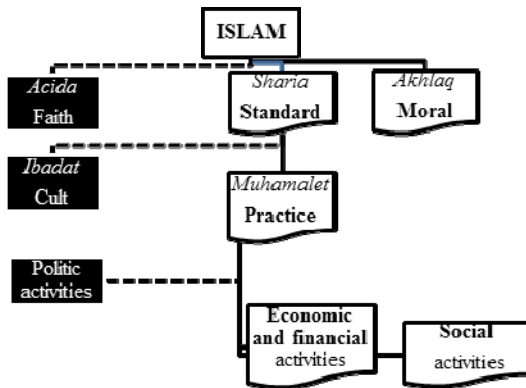 ISLAM
Acida
Faith
Sharia
Standard
Akhlaq
Moral
Ibadat
Cult
Muhamalet
Practice
Politic
activities
Economic
and financial
activities
Social
activities